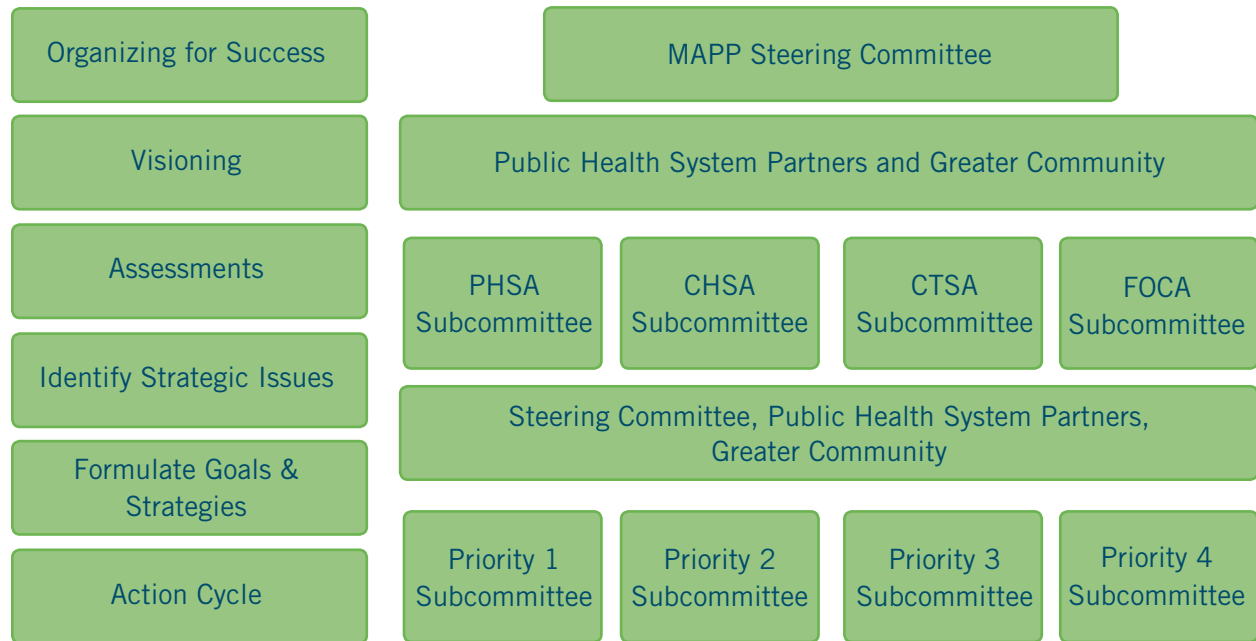 Organizing for Success
MAPP Steering Committee
Visioning
Public Health System Partners and Greater Community
Assessments
PHSA
Subcommittee
CHSA
Subcommittee
CTSA
Subcommittee
FOCA
Subcommittee
Identify Strategic Issues
Steering Committee, Public Health System Partners,
Greater Community
Formulate Goals &
Strategies
Action Cycle
Priority 1
Subcommittee
Priority 2
Subcommittee
Priority 3
Subcommittee
Priority 4
Subcommittee